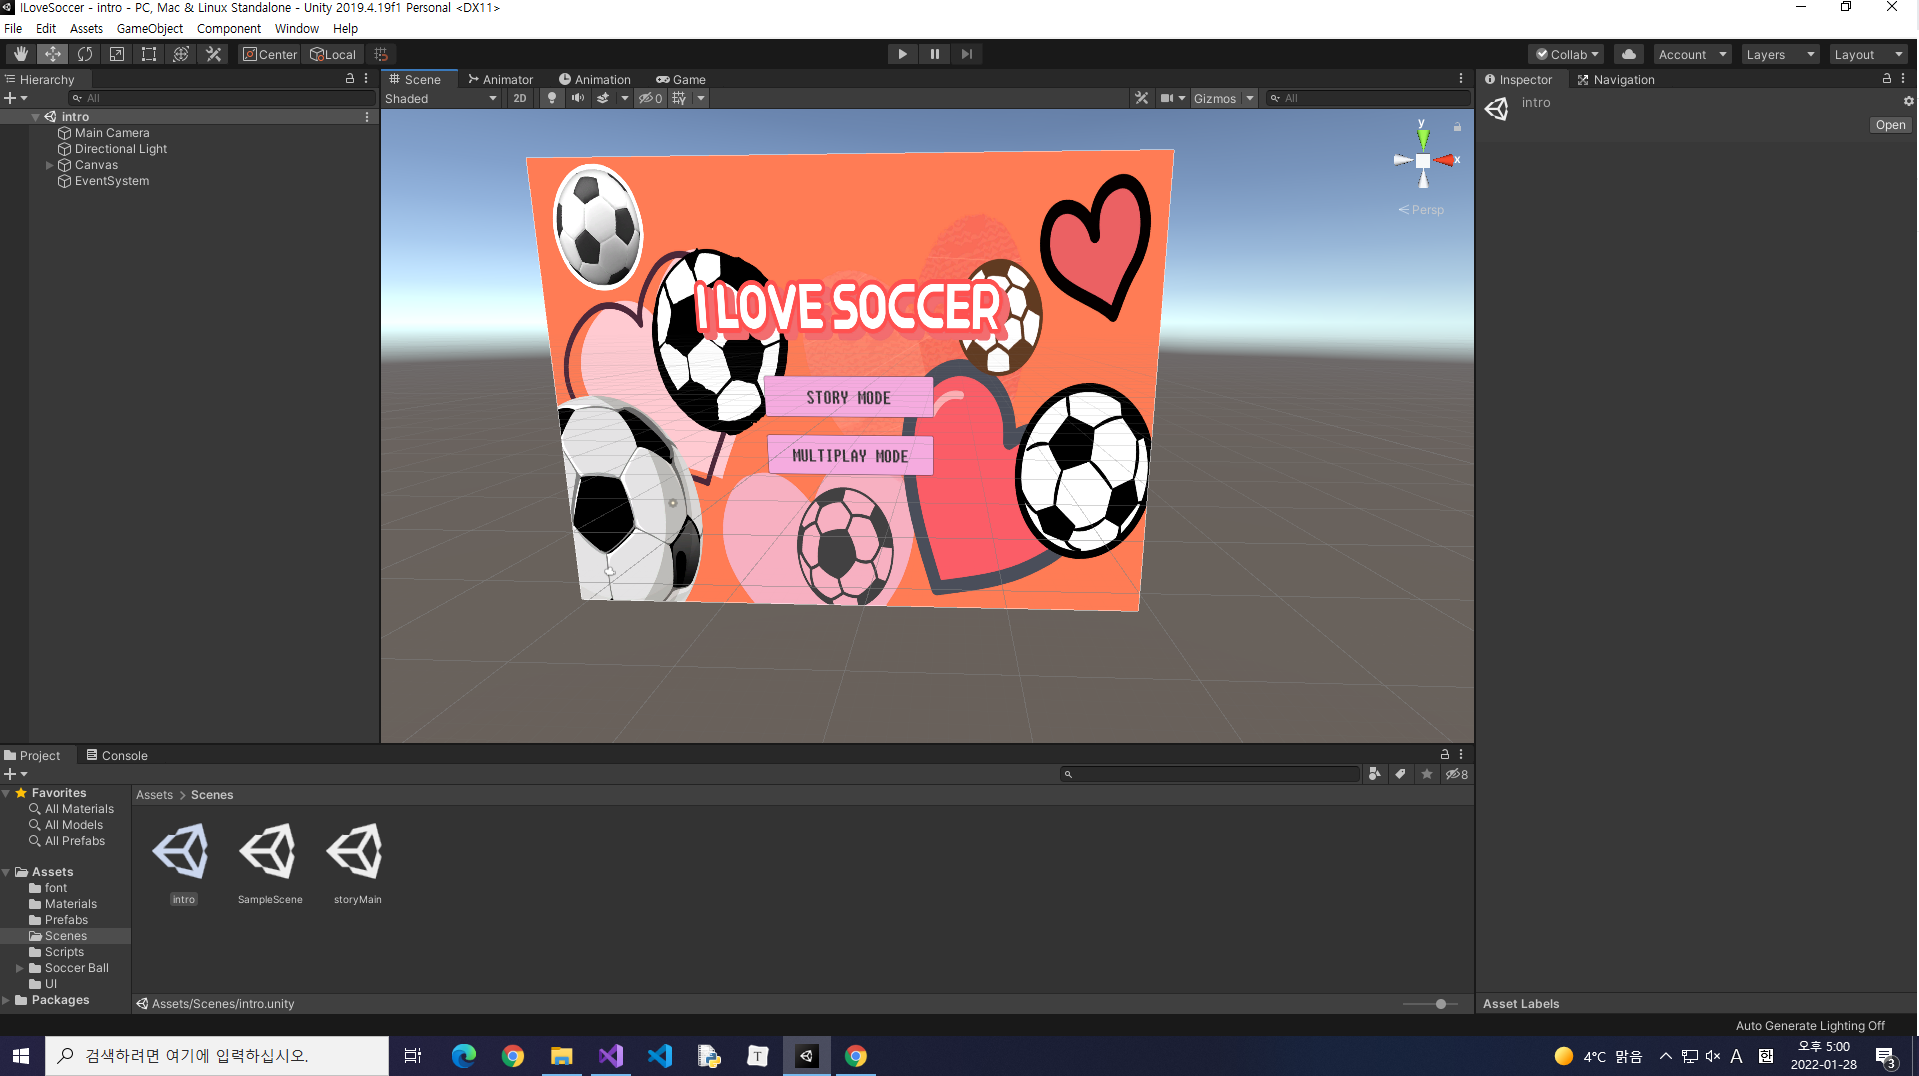 ILoveSoccer - intro - PC, Mac & Linux Standalone - Unity 2019.4.19f1 Personal <DX11>
File Edit Assets GameObject Component Window Help
Center Local Collab Account Layers Layout
Hierarchy Scene Animator Animation Game Inspector Navigation
All Shaded 2D 0 Gizmos All
intro
Main Camera
Directional Light
Canvas
EventSystem
intro
Open
y
x
Persp
I LOVE SOCCER
STORY MODE
MULTIPLAY MODE
Project Console
8
Favorites
All Materials
All Models
All Prefabs
Assets
font
Materials
Prefabs
Scenes
Scripts
Soccer Ball
UI
Packages
Assets > Scenes
intro SampleScene storyMain
Assets/Scenes/intro.unity
Asset Labels
Auto Generate Lighting Off
검색하려면 여기에 입력하십시오.
T
4°C 맑음
A 한
오후 5:00
2022-01-28
3